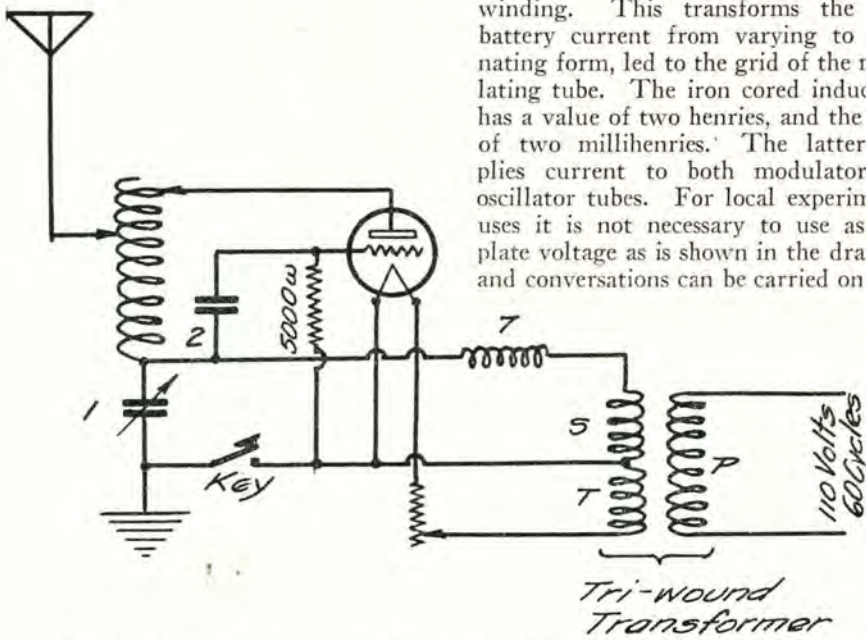 winding. This transforms the
battery current from varying to
nating form, led to the grid of the
lating tube. The iron cored induc
has a value of two henries, and the
of two millihenries. The latter
plies current to both modulator
oscillator tubes. For local experim
uses it is not necessary to use as
plate voltage as is shown in the dra
and conversations can be carried on
5000ω
2
7
1
S
Key
P
T
110 Volts
60 Cycles
Tri-wound
Transformer